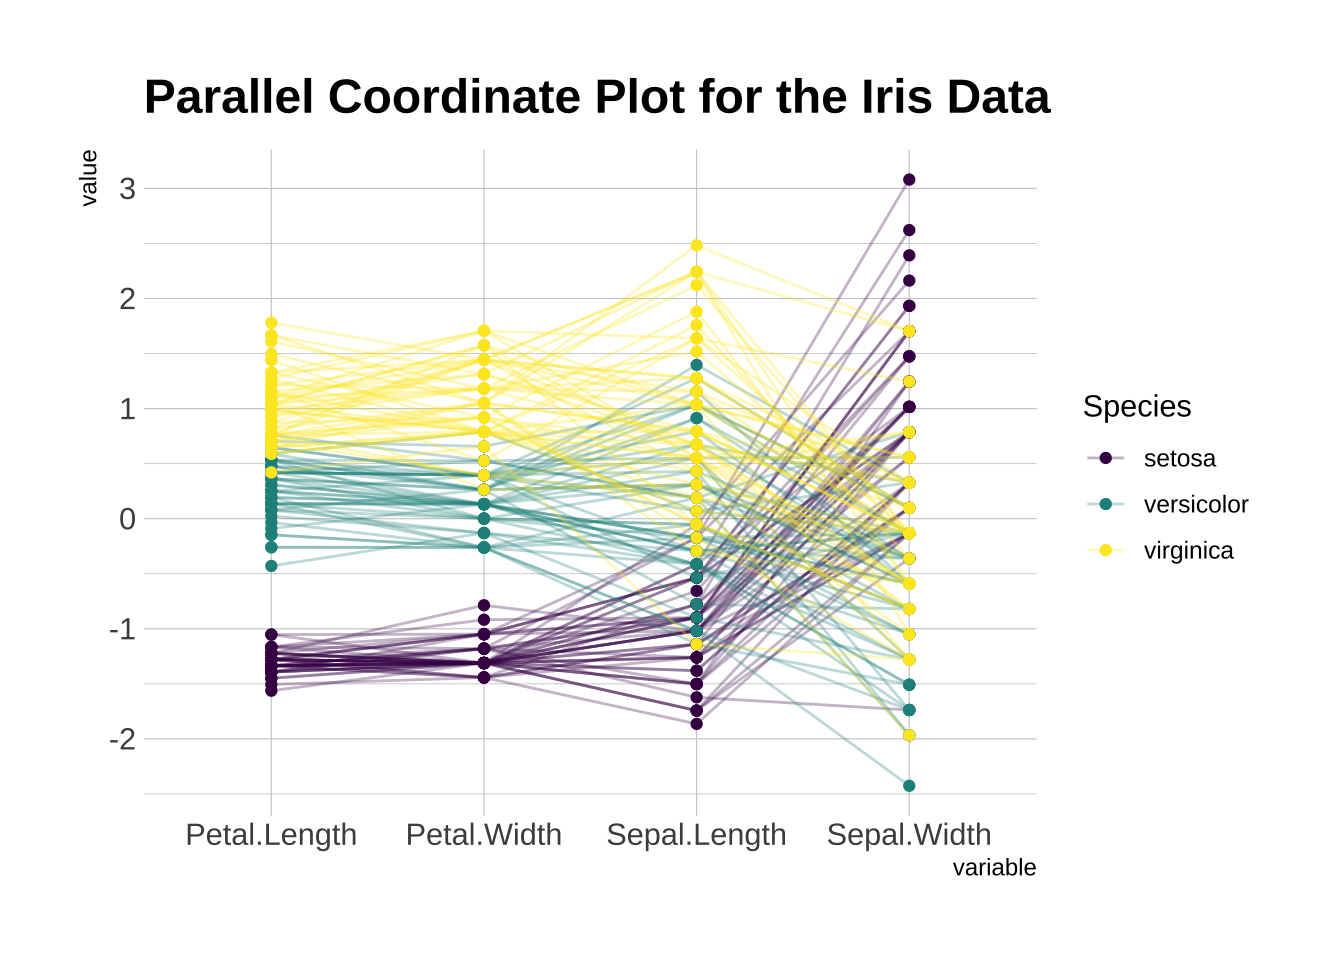 Parallel Coordinate Plot for the Iris Data
value
3
2
1
0
-1
-2
Petal.Length Petal.Width Sepal.Length Sepal.Width
variable
Species
setosa
versicolor
virginica